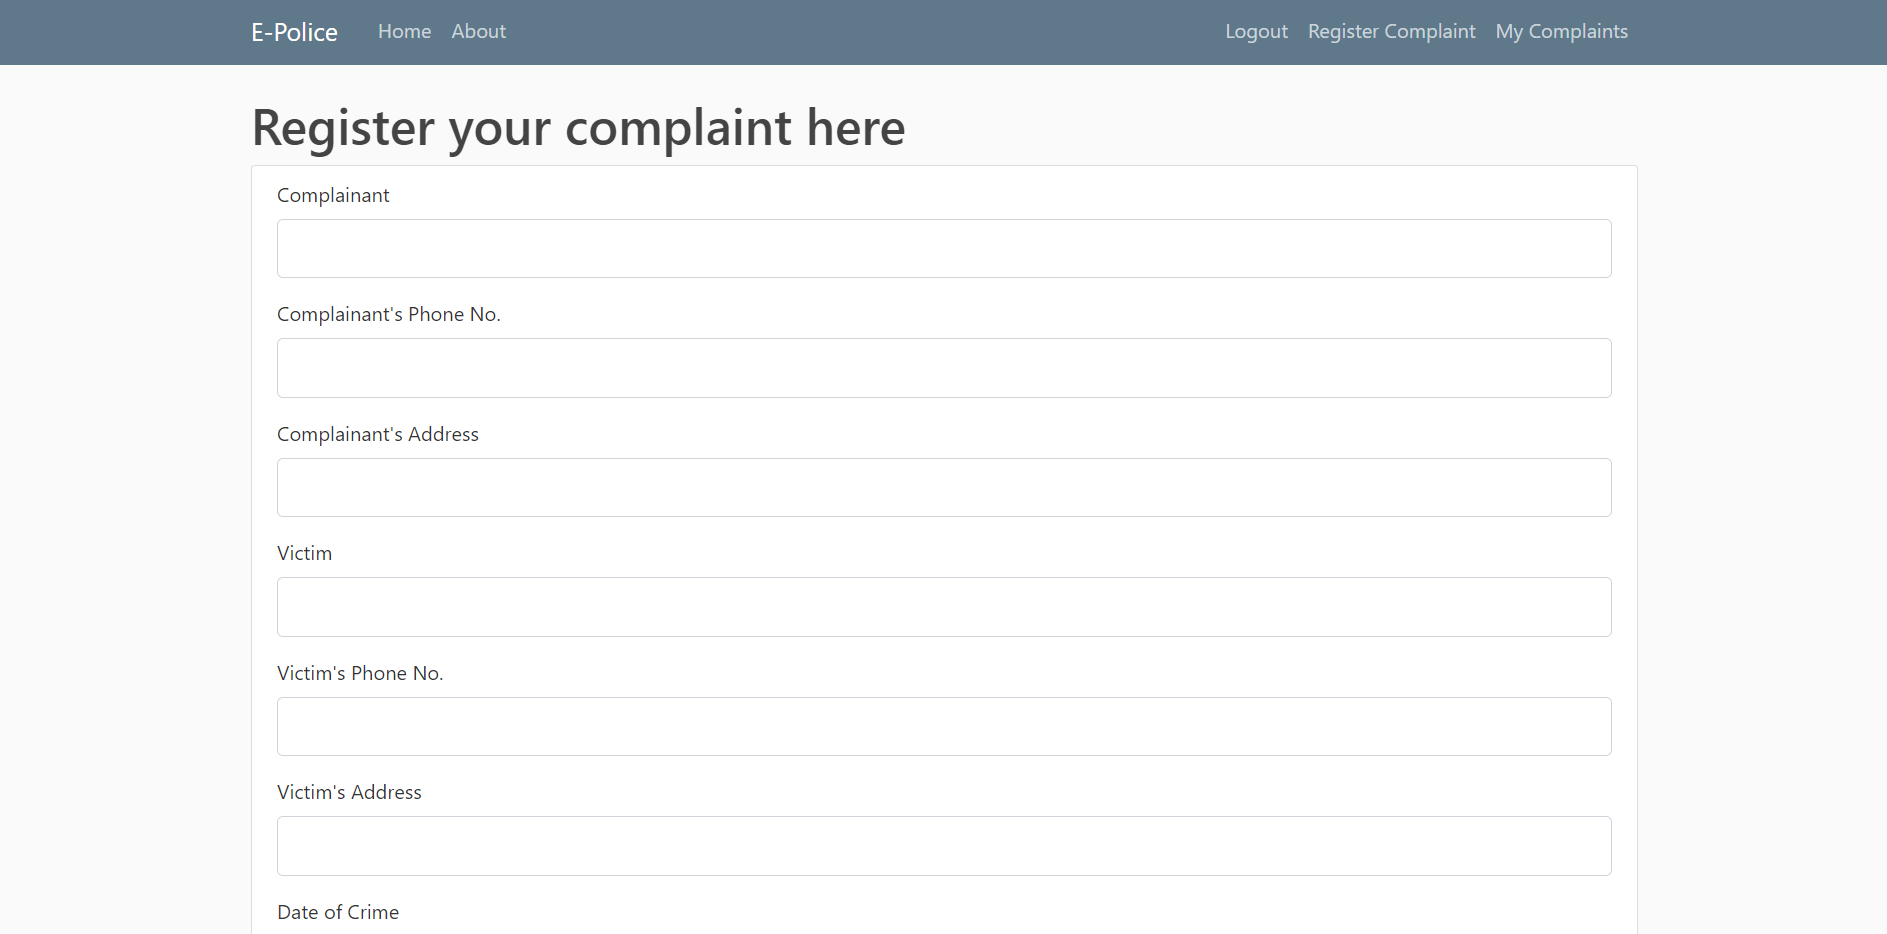 E-Police Home About Logout Register Complaint My Complaints
Register your complaint here
Complainant
Complainant's Phone No.
Complainant's Address
Victim
Victim's Phone No.
Victim's Address
Date of Crime